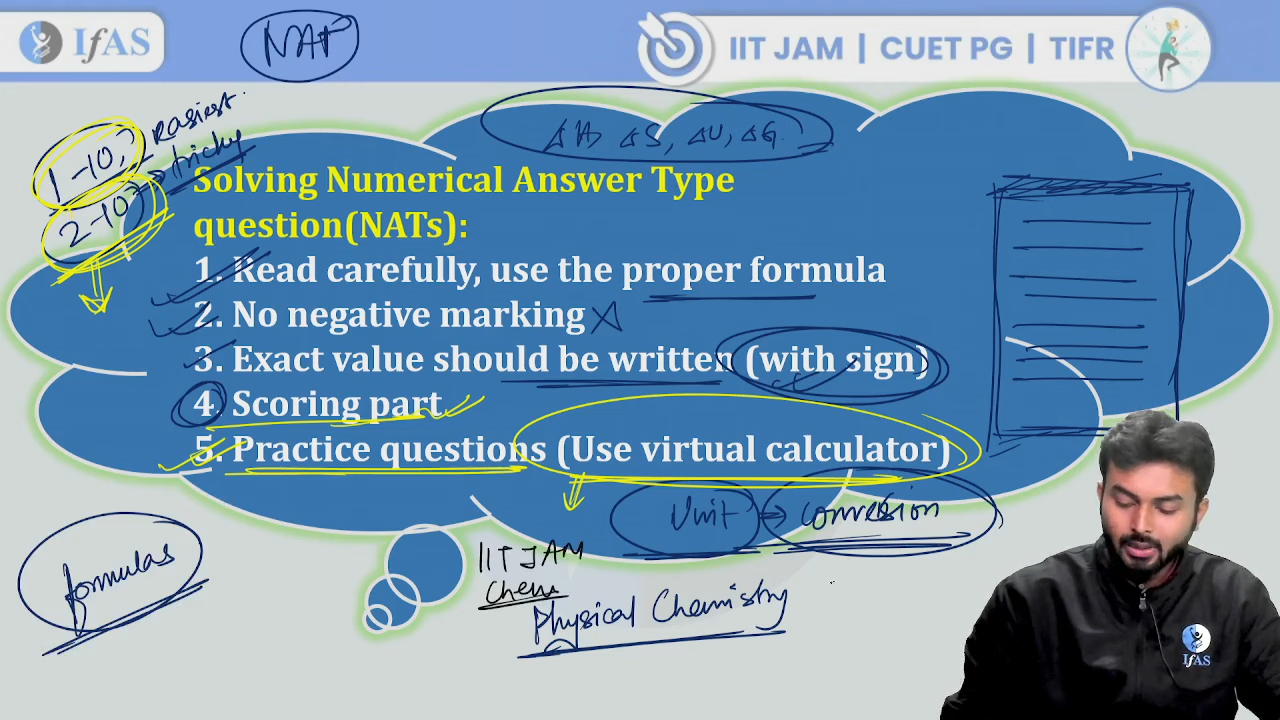 IfAS
NAT
IIT JAM | CUET PG | TIFR
1-10, easiest.
2-10 → tricky
ΔH, ΔS, ΔU, ΔG.
Solving Numerical Answer Type
question(NATs):
1. Read carefully, use the proper formula
2. No negative marking
3. Exact value should be written (with sign)
4. Scoring part
5. Practice questions (Use virtual calculator)
Unit → conversion
formulas
IIT JAM
Chem
Physical Chemistry
IfAS